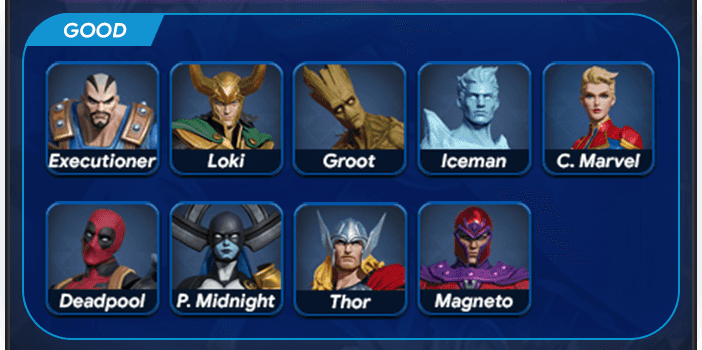 GOOD
Executioner
Loki
Groot
Iceman
C. Marvel
Deadpool
P. Midnight
Thor
Magneto